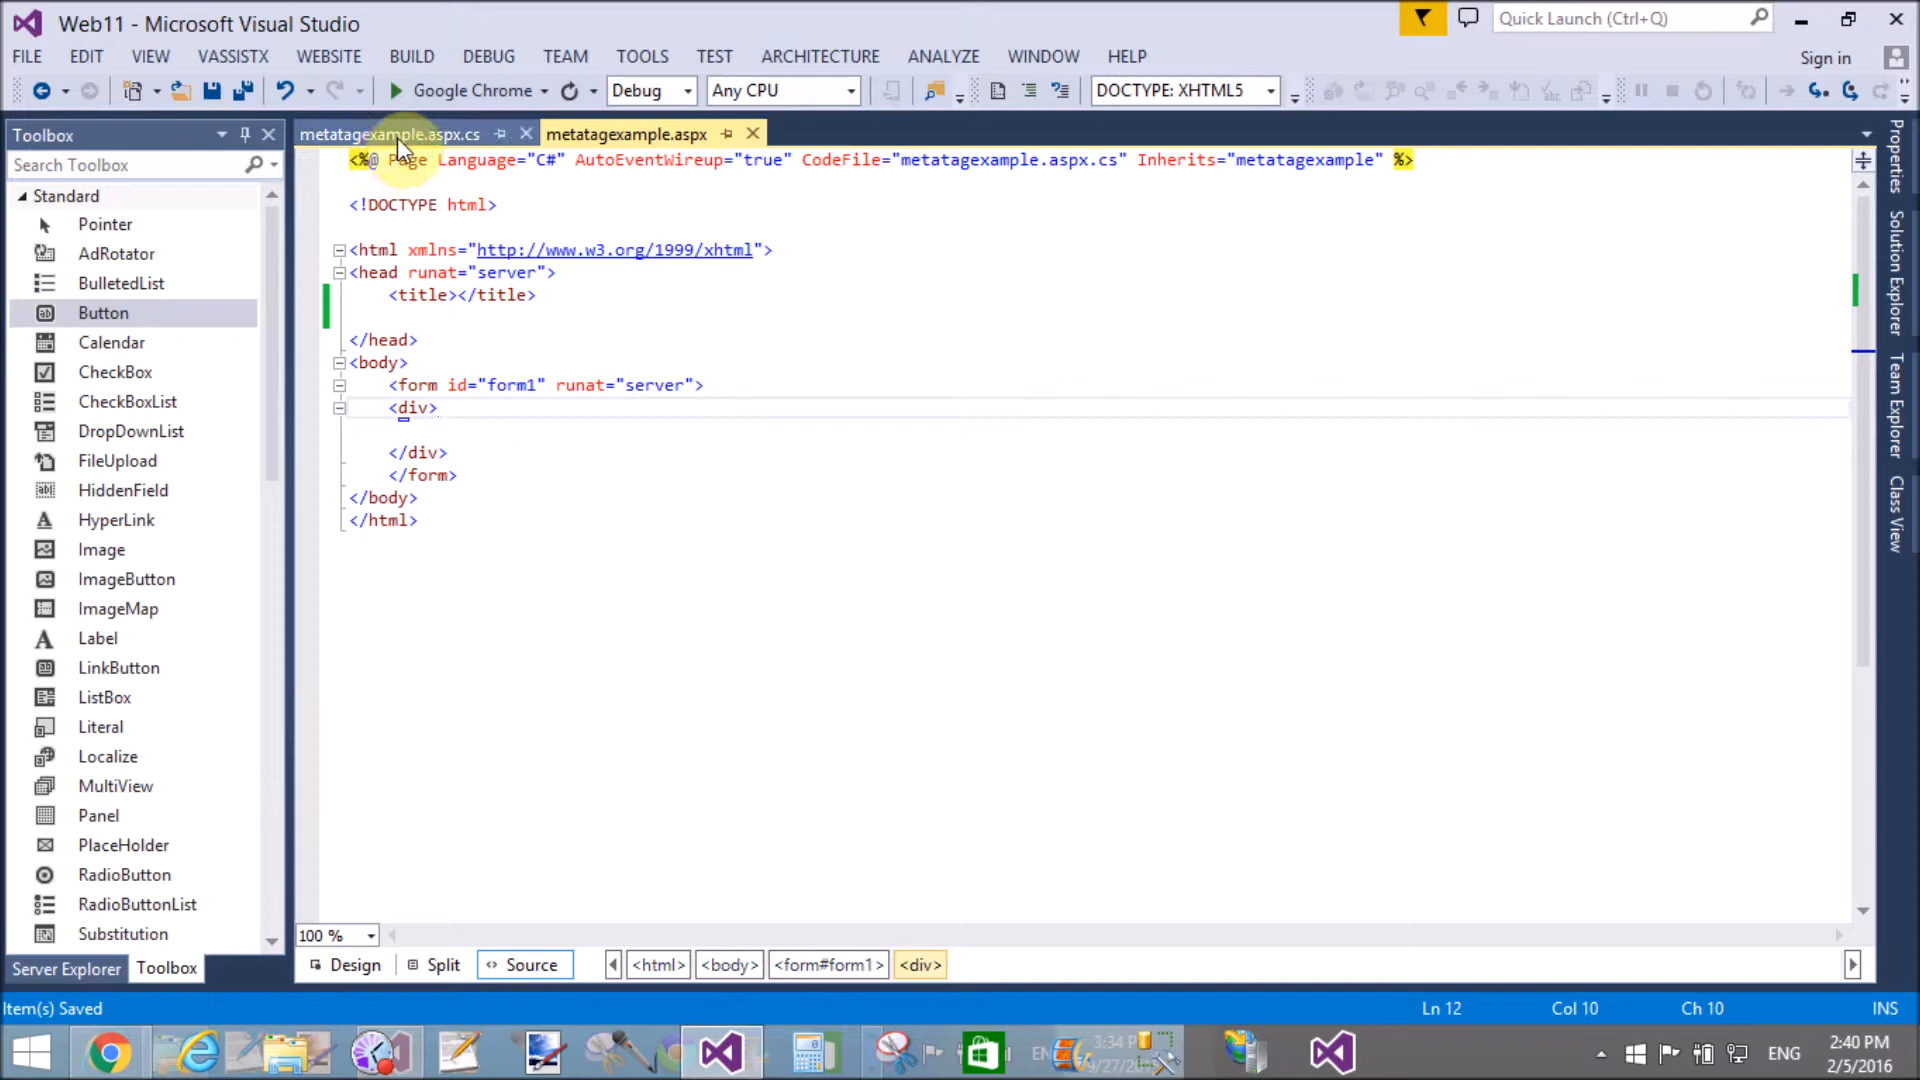 Web11 - Microsoft Visual Studio
Quick Launch (Ctrl+Q)
FILE EDIT VIEW VASSISTX WEBSITE BUILD DEBUG TEAM TOOLS TEST ARCHITECTURE ANALYZE WINDOW HELP
Sign in
Google Chrome Debug Any CPU DOCTYPE: XHTML5
Toolbox
metatagexample.aspx.cs metatagexample.aspx
Search Toolbox
Standard
Pointer
AdRotator
BulletedList
Button
Calendar
CheckBox
CheckBoxList
DropDownList
FileUpload
HiddenField
HyperLink
Image
ImageButton
ImageMap
Label
LinkButton
ListBox
Literal
Localize
MultiView
Panel
PlaceHolder
RadioButton
RadioButtonList
Substitution
Server Explorer Toolbox
<%@ Page Language="C#" AutoEventWireup="true" CodeFile="metatagexample.aspx.cs" Inherits="metatagexample" %>
<!DOCTYPE html>
<html xmlns="http://www.w3.org/1999/xhtml">
<head runat="server">
<title></title>
</head>
<body>
<form id="form1" runat="server">
<div>
</div>
</form>
</body>
</html>
100 %
Design Split Source <html> <body> <form#form1> <div>
Properties
Solution Explorer
Team Explorer
Class View
Item(s) Saved
Ln 12 Col 10 Ch 10 INS
3:34 P
9/27/20
ENG
2:40 PM
2/5/2016